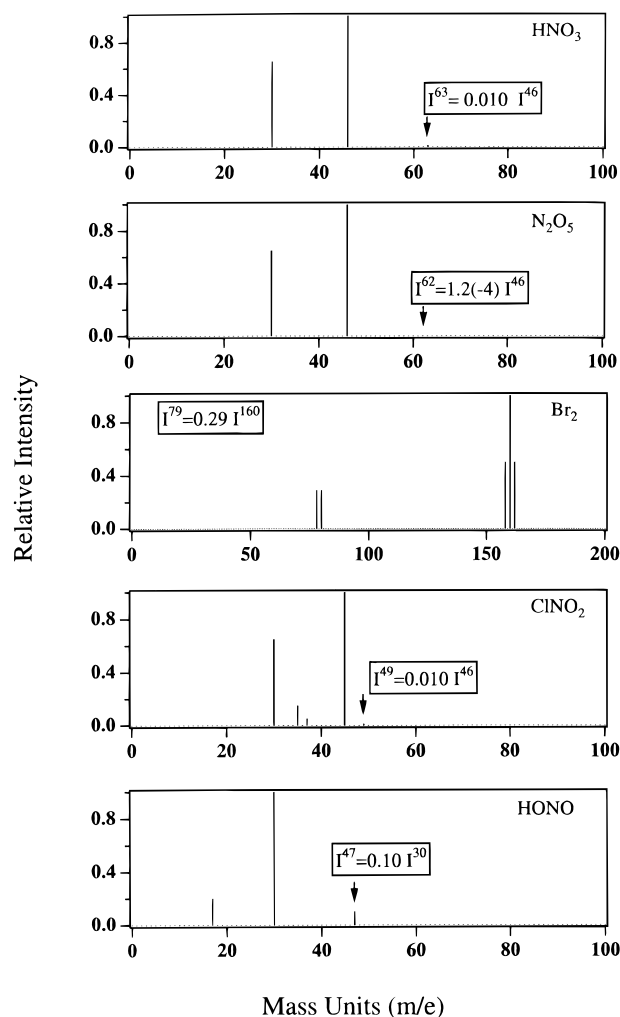 HNO₃
0.8
0.4
0.0
I⁶³= 0.010 I⁴⁶
0 20 40 60 80 100
N₂O₅
0.8
0.4
0.0
I⁶²=1.2(-4) I⁴⁶
0 20 40 60 80 100
Br₂
0.8
0.4
0.0
I⁷⁹=0.29 I¹⁶⁰
0 50 100 150 200
ClNO₂
0.8
0.4
0.0
I⁴⁹=0.010 I⁴⁶
0 20 40 60 80 100
HONO
0.8
0.4
0.0
I⁴⁷=0.10 I³⁰
0 20 40 60 80 100
Relative Intensity
Mass Units (m/e)